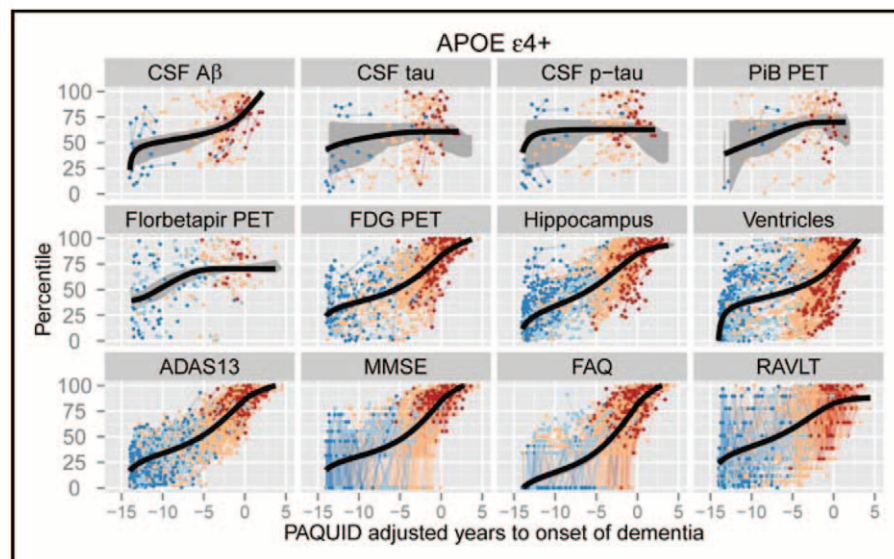 APOE ε4+
CSF Aβ CSF tau CSF p−tau PiB PET
100
75
50
25
0
Florbetapir PET FDG PET Hippocampus Ventricles
100
75
50
25
0
ADAS13 MMSE FAQ RAVLT
100
75
50
25
0
Percentile
−15 −10 −5 0 5 −15 −10 −5 0 5 −15 −10 −5 0 5 −15 −10 −5 0 5
PAQUID adjusted years to onset of dementia